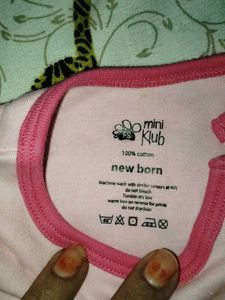 mini
Klub
100% cotton
new born
Machine wash with similar colours at 40°c
do not bleach
Tumble dry low
warm iron on reverse for prints
do not dryclean